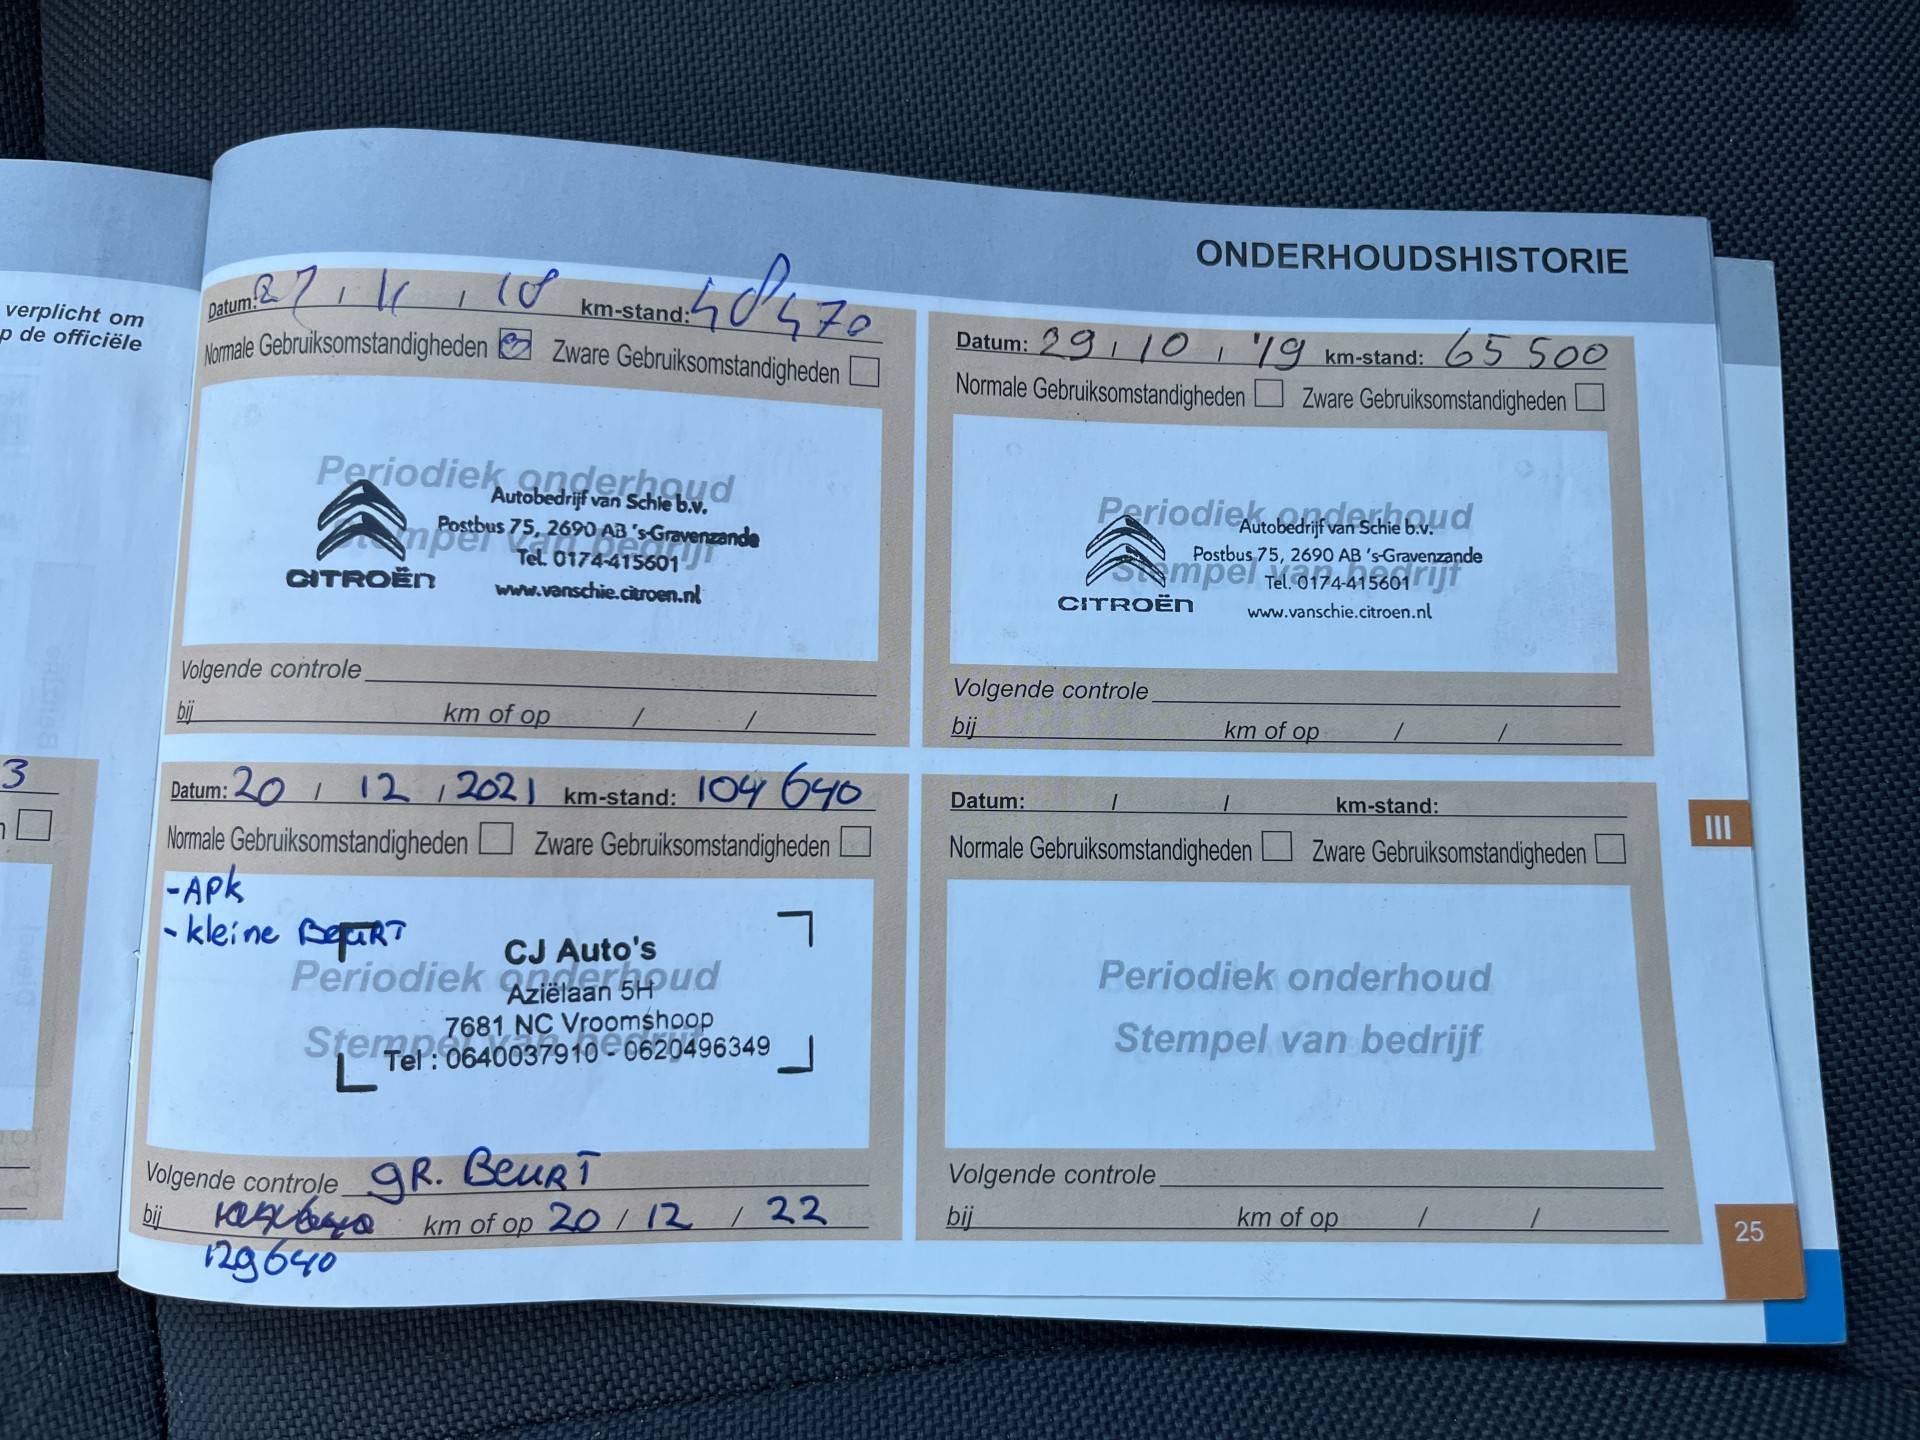 verplicht om
p de officiële
3
ONDERHOUDSHISTORIE
Datum: 27 / 11 / 18 km-stand: 48470
Normale Gebruiksomstandigheden Zware Gebruiksomstandigheden
Periodiek onderhoud
Stempel van bedrijf
CITROËN
Autobedrijf van Schie b.v.
Postbus 75, 2690 AB 's-Gravenzande
Tel. 0174-415601
www.vanschie.citroen.nl
Volgende controle
bij km of op / /
Datum: 29 / 10 / '19 km-stand: 65 500
Normale Gebruiksomstandigheden Zware Gebruiksomstandigheden
Periodiek onderhoud
Stempel van bedrijf
CITROËN
Autobedrijf van Schie b.v.
Postbus 75, 2690 AB 's-Gravenzande
Tel. 0174-415601
www.vanschie.citroen.nl
Volgende controle
bij km of op / /
Datum: 20 / 12 / 2021 km-stand: 104 640
Normale Gebruiksomstandigheden Zware Gebruiksomstandigheden
- APK
- kleine BeURT
Periodiek onderhoud
Stempel van bedrijf
CJ Auto's
Aziëlaan 5H
7681 NC Vroomshoop
Tel : 0640037910 - 0620496349
Volgende controle gR. BeURT
bij km of op 20 / 12 / 22
129640
Datum: / / km-stand:
Normale Gebruiksomstandigheden Zware Gebruiksomstandigheden
Periodiek onderhoud
Stempel van bedrijf
Volgende controle
bij km of op / /
III
25